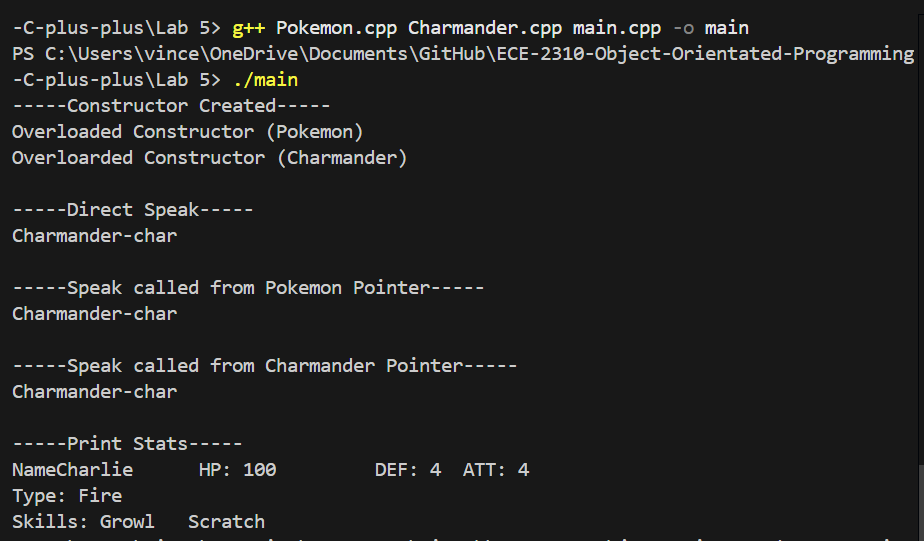 -C-plus-plus\Lab 5> g++ Pokemon.cpp Charmander.cpp main.cpp -o main
PS C:\Users\vince\OneDrive\Documents\GitHub\ECE-2310-Object-Orientated-Programming
-C-plus-plus\Lab 5> ./main
-----Constructor Created-----
Overloaded Constructor (Pokemon)
Overloarded Constructor (Charmander)

-----Direct Speak-----
Charmander-char

-----Speak called from Pokemon Pointer-----
Charmander-char

-----Speak called from Charmander Pointer-----
Charmander-char

-----Print Stats-----
NameCharlie      HP: 100         DEF: 4  ATT: 4
Type: Fire
Skills: Growl   Scratch